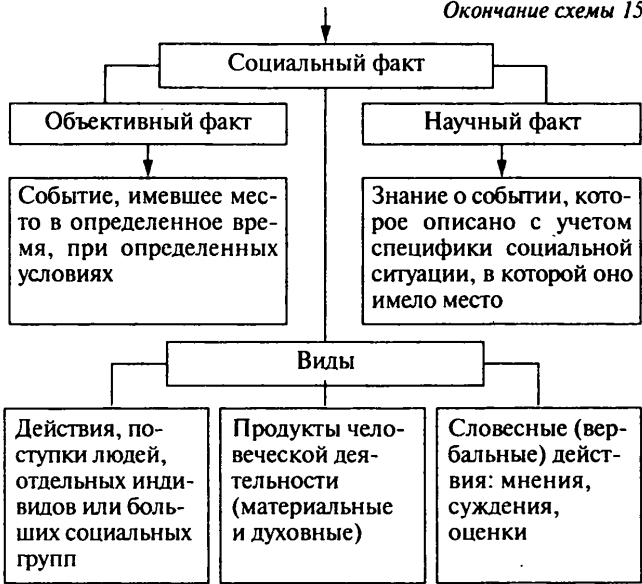 Окончание схемы 15
Социальный факт
Объективный факт
Научный факт
Событие, имевшее мес-
то в определенное вре-
мя, при определенных
условиях
Знание о событии, кото-
рое описано с учетом
специфики социальной
ситуации, в которой оно
имело место
Виды
Действия, по-
ступки людей,
отдельных инди-
видов или боль-
ших социальных
групп
Продукты чело-
веческой дея-
тельности
(материальные
и духовные)
Словесные (вер-
бальные) дейст-
вия: мнения,
суждения,
оценки